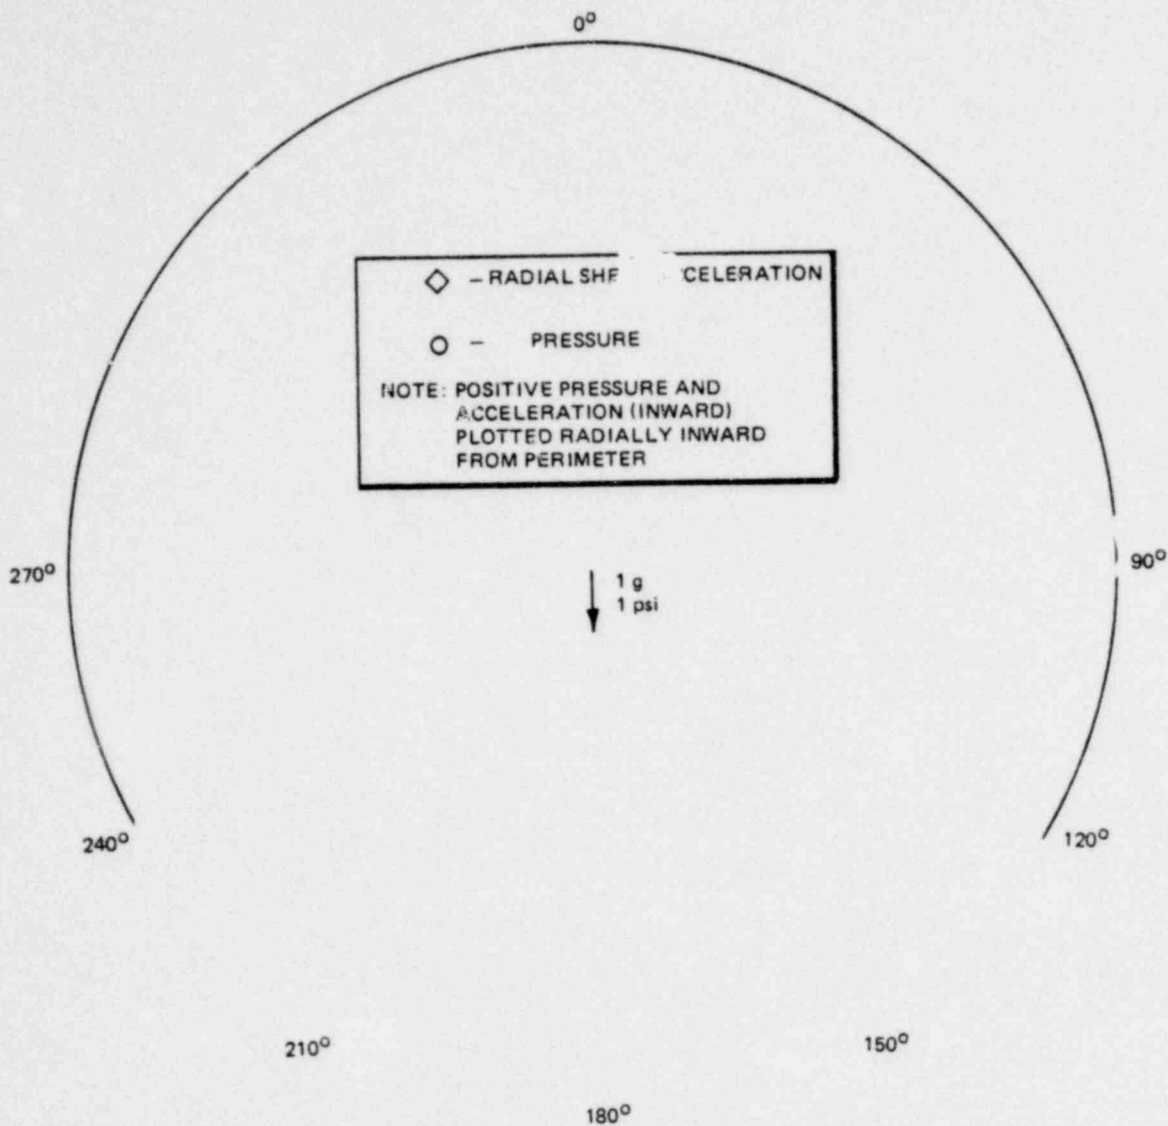 0°
◇ – RADIAL CELERATION
○ – PRESSURE
NOTE: POSITIVE PRESSURE AND
ACCELERATION (INWARD)
PLOTTED RADIALLY INWARD
FROM PERIMETER
270°
90°
1 g
1 psi
240°
120°
210°
150°
180°